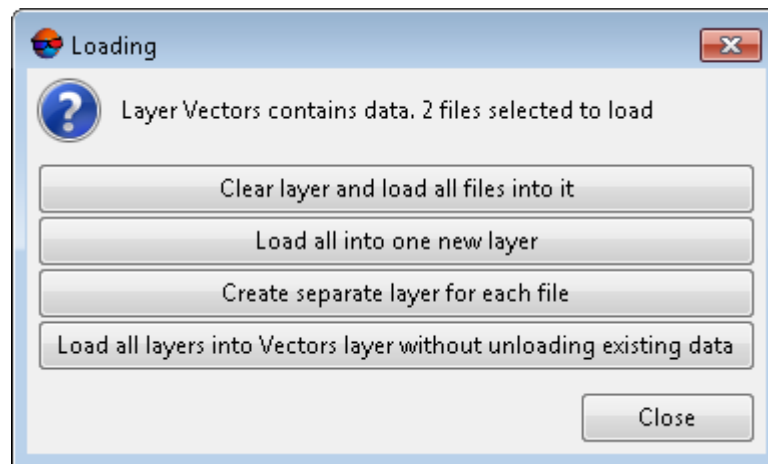 Loading
Layer Vectors contains data. 2 files selected to load
Clear layer and load all files into it
Load all into one new layer
Create separate layer for each file
Load all layers into Vectors layer without unloading existing data
Close